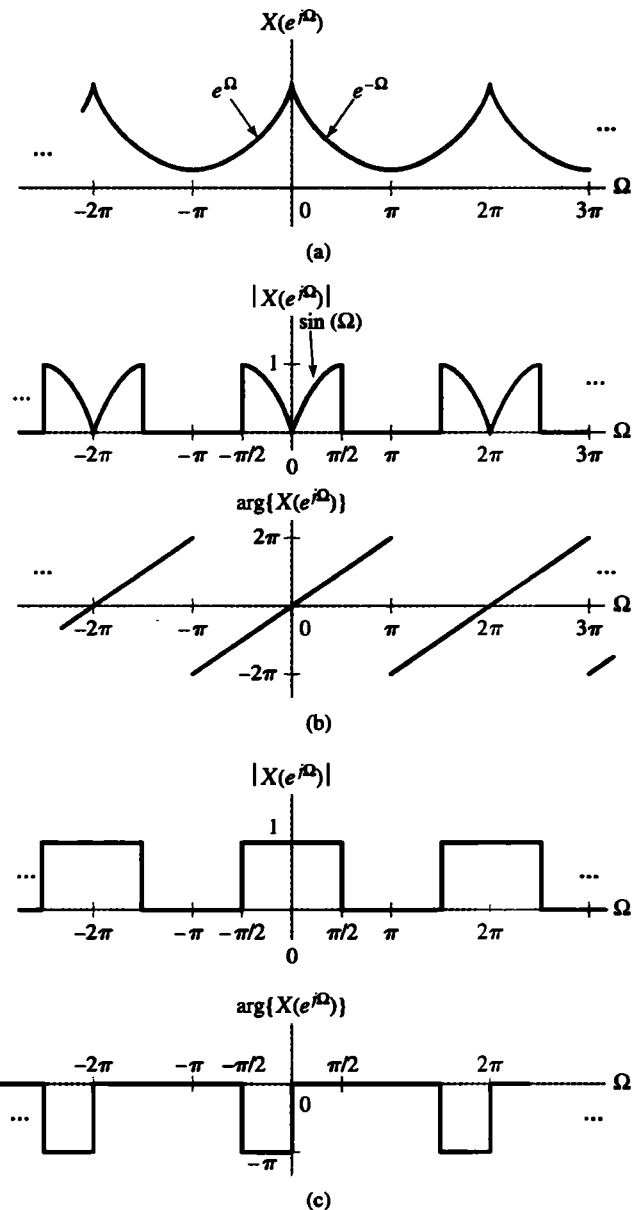 X(e^{jΩ})
e^Ω e^{-Ω}
... ...
-2π -π 0 π 2π 3π Ω
(a)
|X(e^{jΩ})|
sin (Ω)
1
... ...
-2π -π -π/2 0 π/2 π 2π 3π Ω
arg{X(e^{jΩ})}
2π
... ...
-2π -π 0 π 2π 3π Ω
-2π
(b)
|X(e^{jΩ})|
1
... ...
-2π -π -π/2 0 π/2 π 2π Ω
arg{X(e^{jΩ})}
-2π -π -π/2 π/2 2π
0 Ω
... ...
-π
(c)